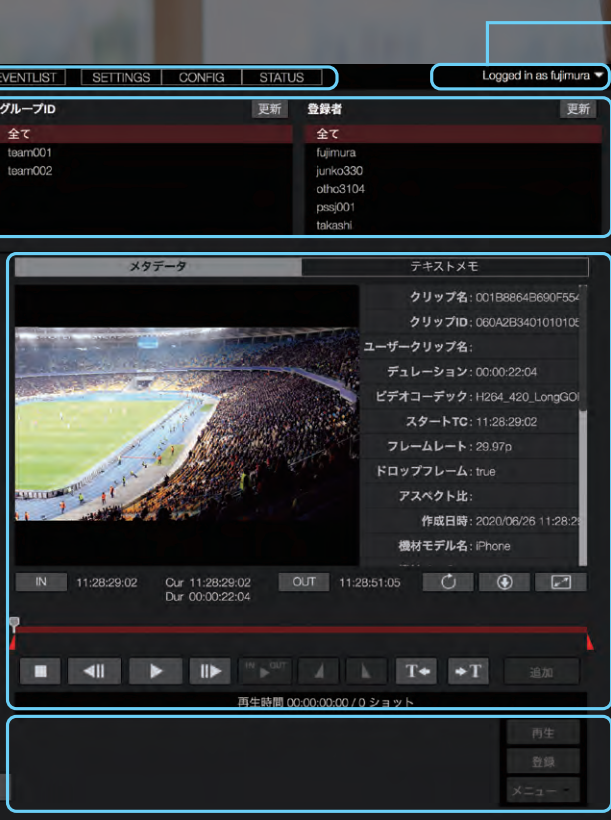 EVENTLIST SETTINGS CONFIG STATUS Logged in as fujimura
グループID 更新 登録者 更新
全て 全て
team001 fujimura
team002 junko330
otho3104
pssj001
takashi
メタデータ テキストメモ
クリップ名: 001B8864B690F554
クリップID: 060A2B3401010105
ユーザークリップ名:
デュレーション: 00:00:22:04
ビデオコーデック: H264_420_LongGO
スタートTC: 11:28:29:02
フレームレート: 29.97p
ドロップフレーム: true
アスペクト比:
作成日時: 2020/06/26 11:28:2
機材モデル名: iPhone
IN 11:28:29:02 Cur 11:28:29:02 OUT 11:28:51:05
Dur 00:00:22:04
IN OUT T T 追加
再生時間 00:00:00:00 / 0 ショット
再生
登録
メニュー